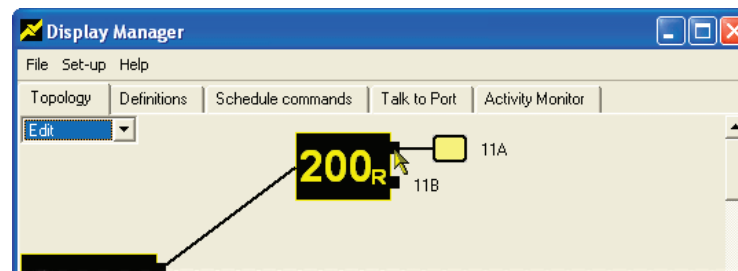 Display Manager
File Set-up Help
Topology Definitions Schedule commands Talk to Port Activity Monitor
Edit
200R 11A
11B